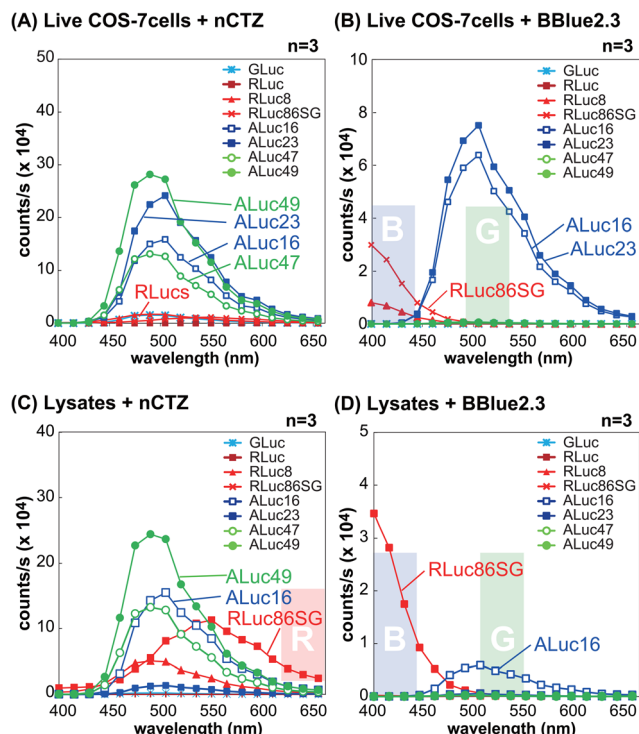 (A) Live COS-7cells + nCTZ
n=3
counts/s (x 10⁴)
50
40
30
20
10
0
GLuc
RLuc
RLuc8
RLuc86SG
ALuc16
ALuc23
ALuc47
ALuc49
ALuc49
ALuc23
ALuc16
ALuc47
RLucs
400 450 500 550 600 650
wavelength (nm)
(B) Live COS-7cells + BBlue2.3
n=3
counts/s (x 10⁴)
10
8
6
4
2
0
GLuc
RLuc
RLuc8
RLuc86SG
ALuc16
ALuc23
ALuc47
ALuc49
B
G
ALuc16
ALuc23
RLuc86SG
400 450 500 550 600 650
wavelength (nm)
(C) Lysates + nCTZ
n=3
counts/s (x 10⁴)
40
30
20
10
0
GLuc
RLuc
RLuc8
RLuc86SG
ALuc16
ALuc23
ALuc47
ALuc49
ALuc49
ALuc16
RLuc86SG
R
400 450 500 550 600 650
wavelength (nm)
(D) Lysates + BBlue2.3
n=3
counts/s (x 10⁴)
5
4
3
2
1
0
GLuc
RLuc
RLuc8
RLuc86SG
ALuc16
ALuc23
ALuc47
ALuc49
RLuc86SG
B
G
ALuc16
400 450 500 550 600 650
wavelength (nm)